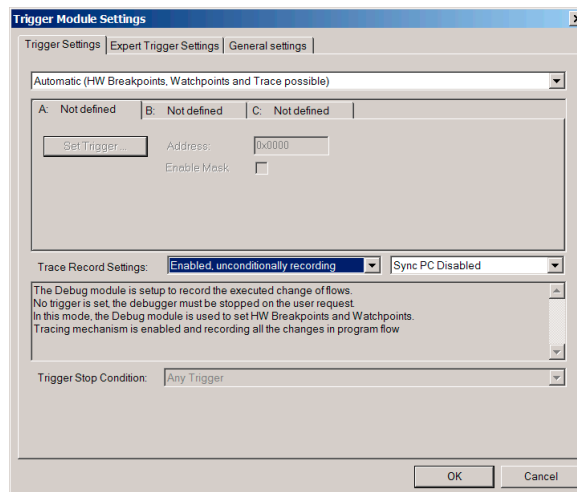 Trigger Module Settings
Trigger Settings Expert Trigger Settings General settings
Automatic (HW Breakpoints, Watchpoints and Trace possible)
A: Not defined B: Not defined C: Not defined
Set Trigger ... Address: 0x0000
Enable Mask
Trace Record Settings: Enabled, unconditionally recording Sync PC Disabled
The Debug module is setup to record the executed change of flows.
No trigger is set, the debugger must be stopped on the user request.
In this mode, the Debug module is used to set HW Breakpoints and Watchpoints.
Tracing mechanism is enabled and recording all the changes in program flow
Trigger Stop Condition: Any Trigger
OK Cancel